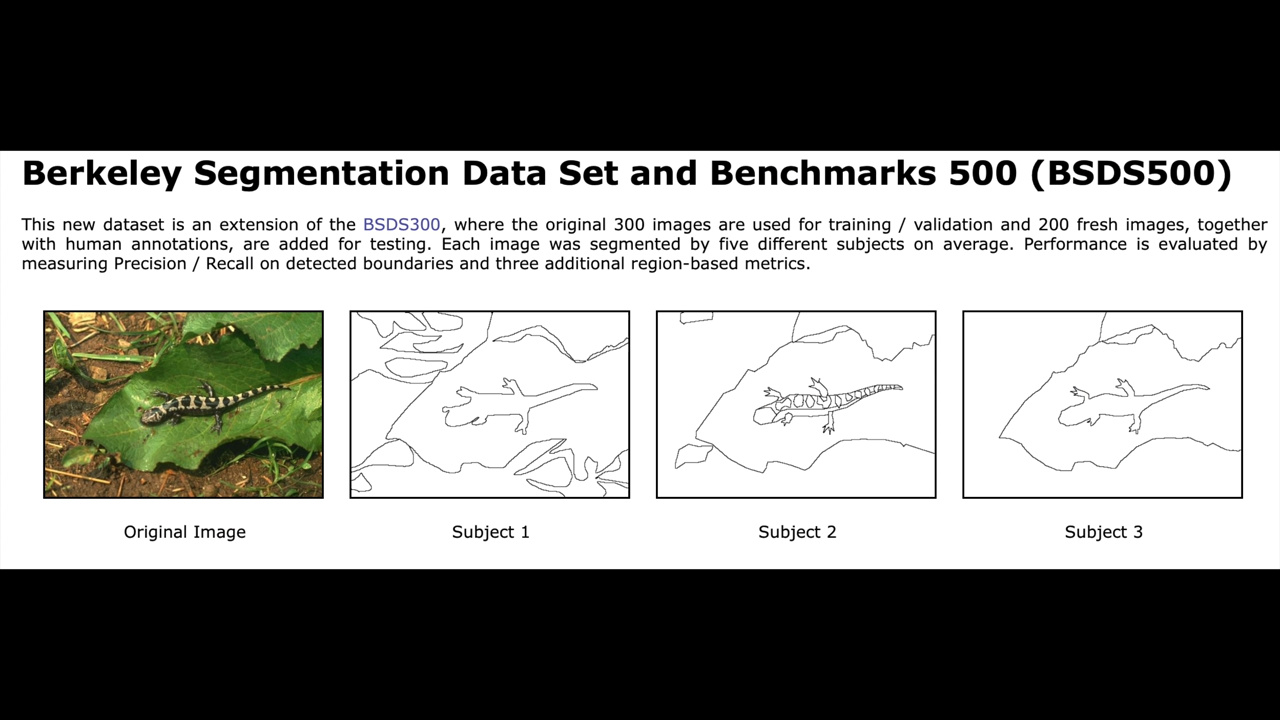 Berkeley Segmentation Data Set and Benchmarks 500 (BSDS500)
This new dataset is an extension of the BSDS300, where the original 300 images are used for training / validation and 200 fresh images, together
with human annotations, are added for testing. Each image was segmented by five different subjects on average. Performance is evaluated by
measuring Precision / Recall on detected boundaries and three additional region-based metrics.
Original Image
Subject 1
Subject 2
Subject 3